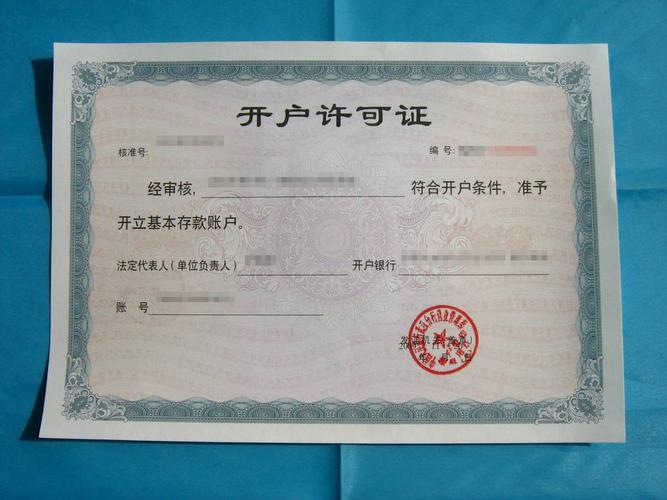 开户许可证
核准号:
编 号:
经审核, 符合开户条件, 准予
开立基本存款账户。
法定代表人(单位负责人) 开户银行
账 号